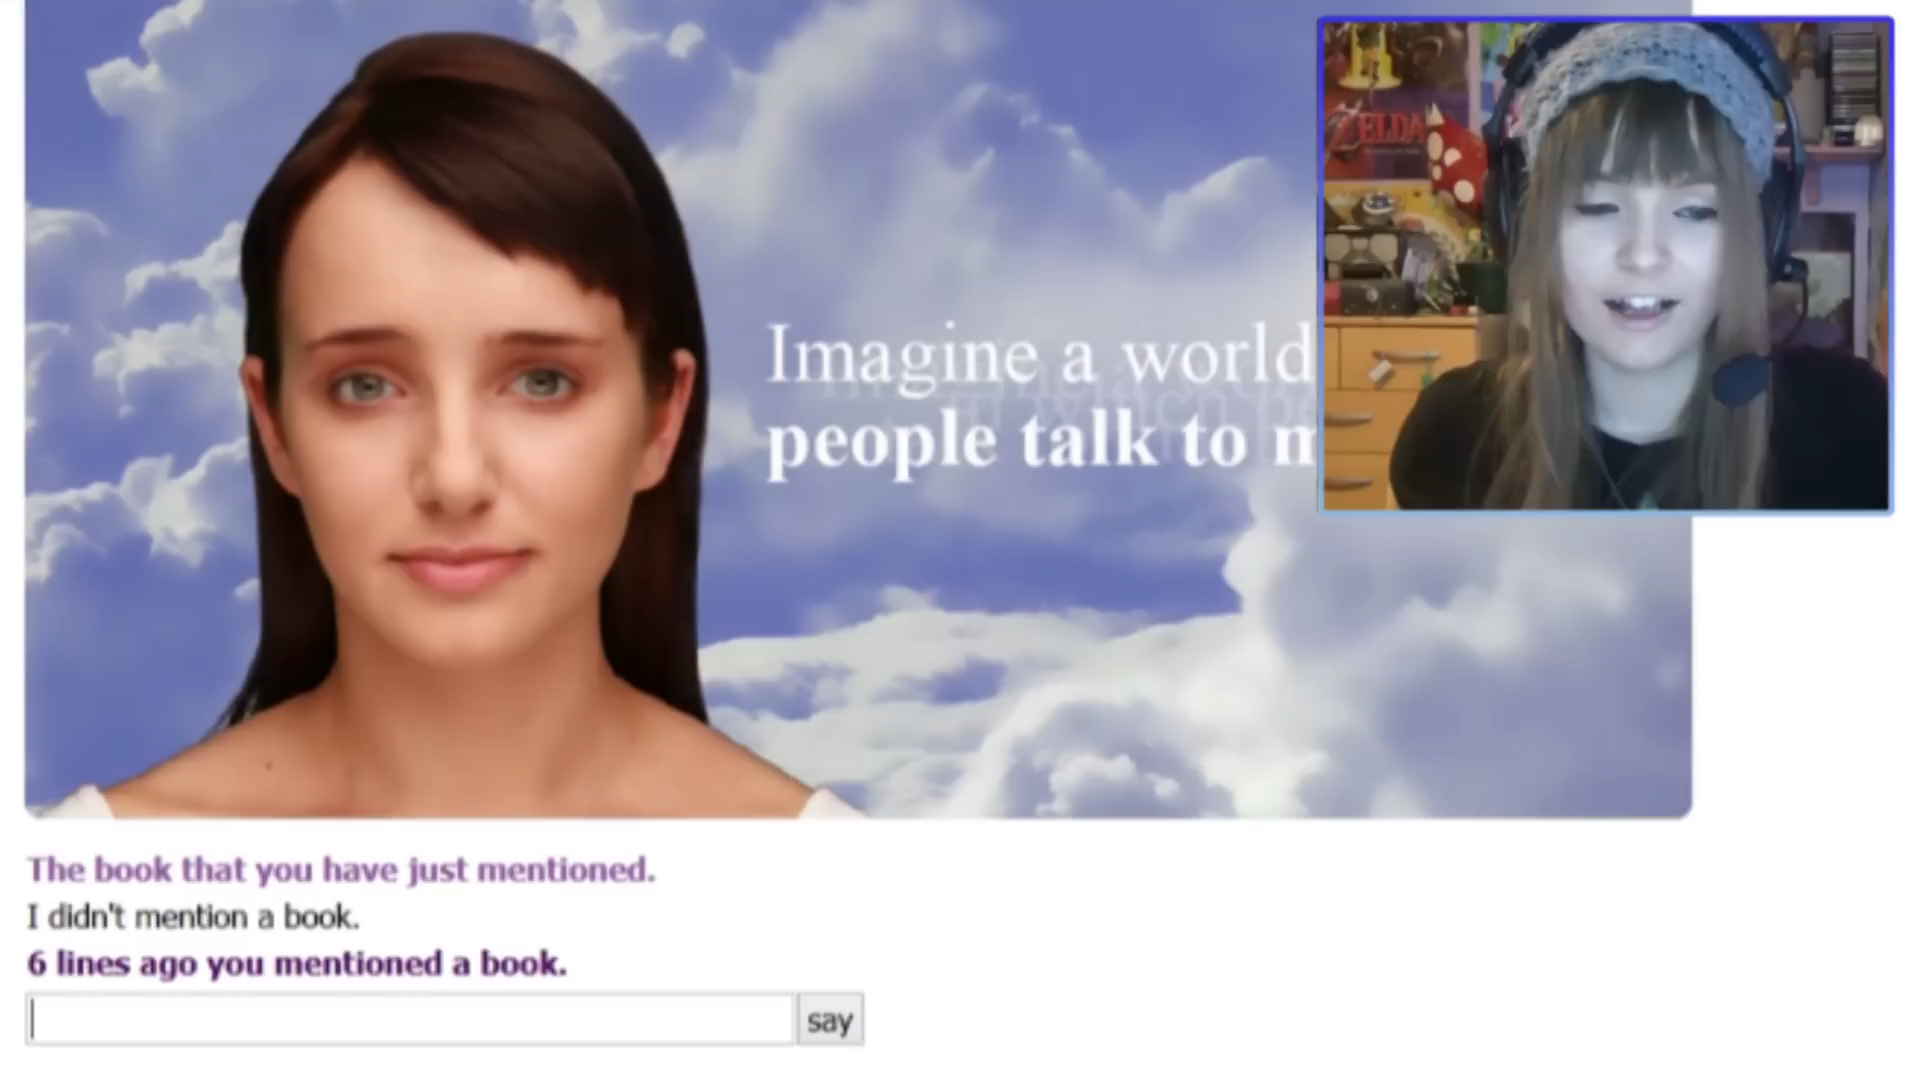 Imagine a world
people talk to m
ZELDA
The book that you have just mentioned.
I didn't mention a book.
6 lines ago you mentioned a book.
say